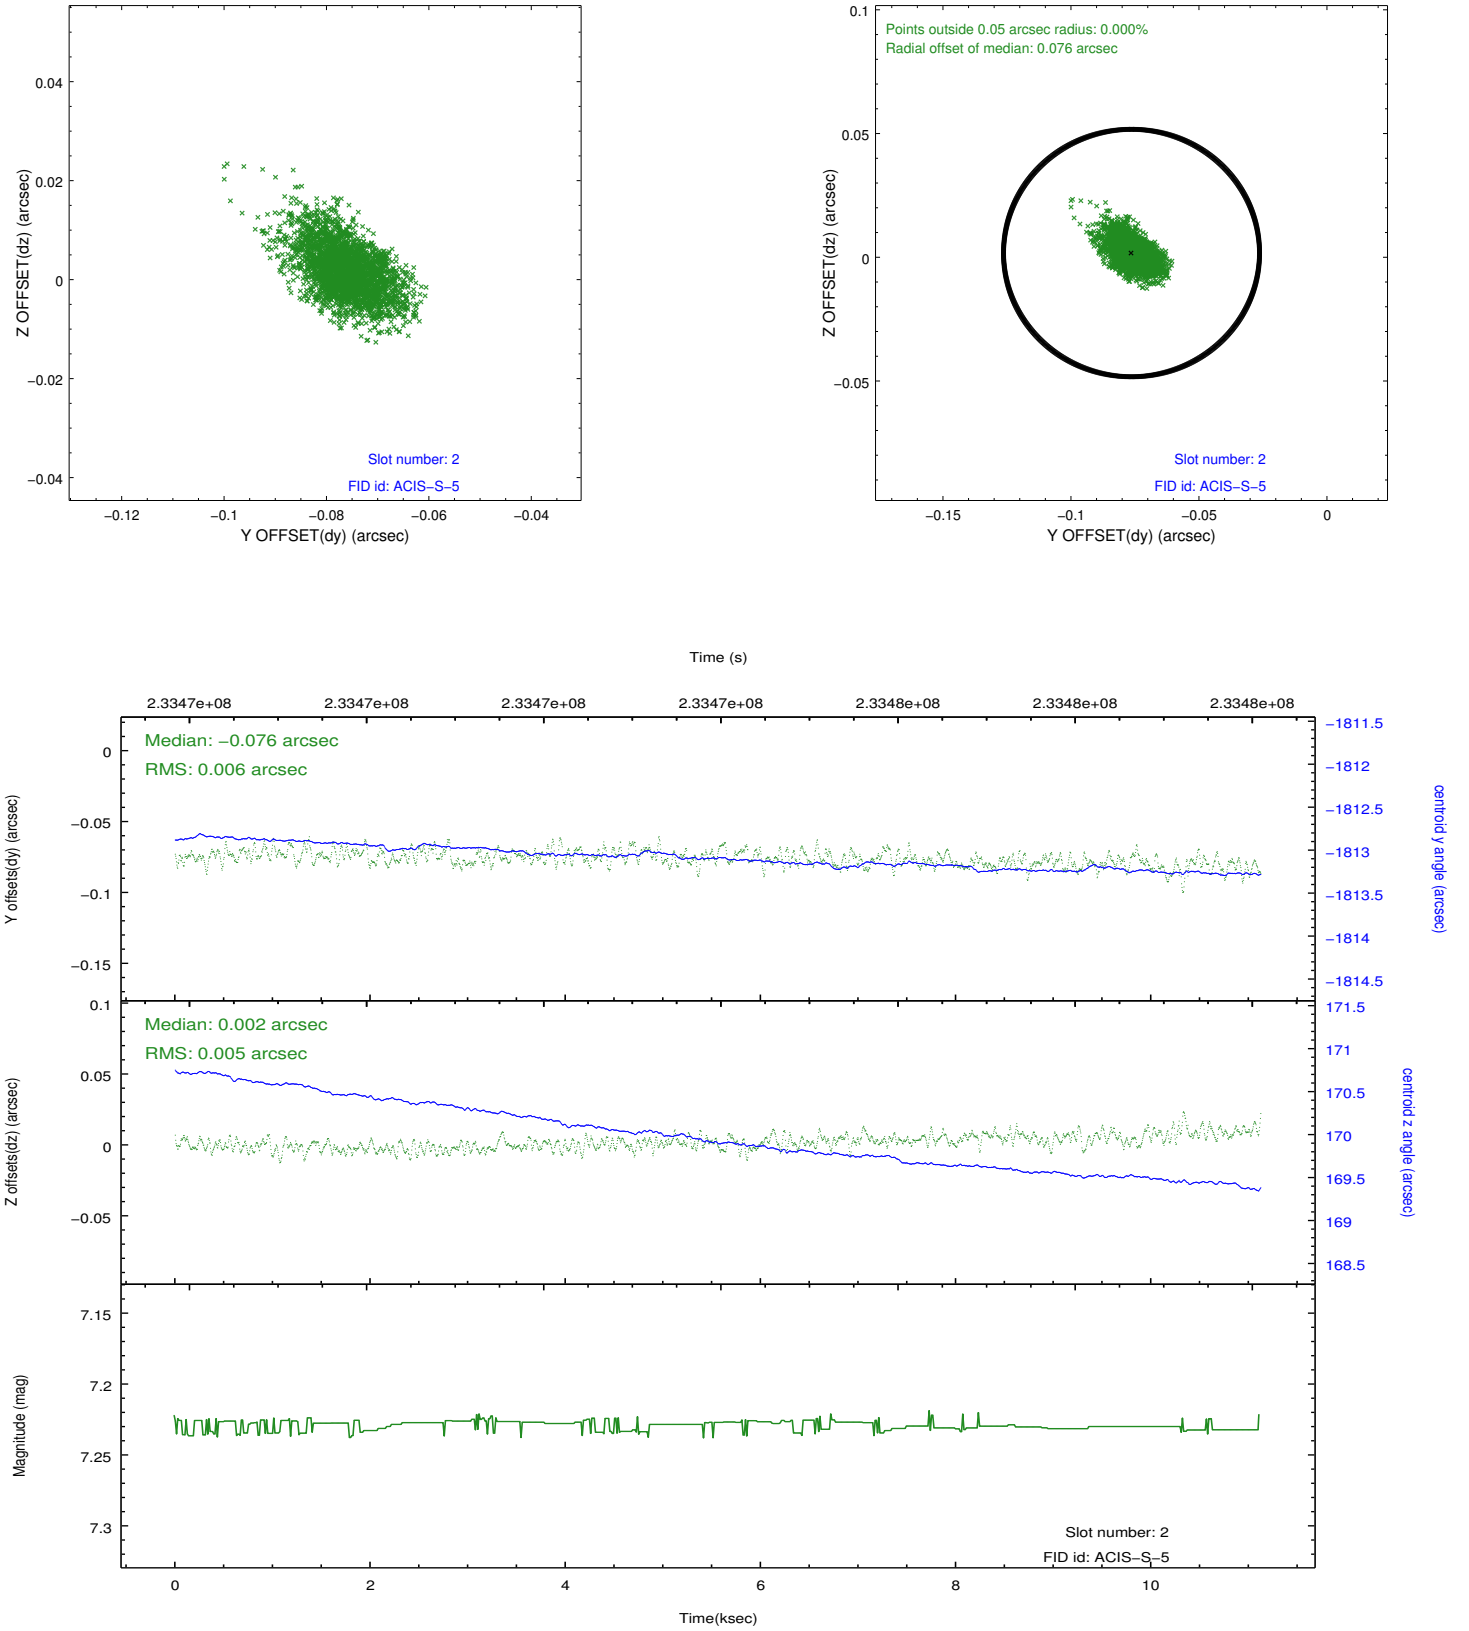 0.04
0.02
0
−0.02
−0.04
Z OFFSET(dz) (arcsec)
Slot number: 2
FID id: ACIS−S−5
−0.12
−0.1
−0.08
−0.06
−0.04
Y OFFSET(dy) (arcsec)
0.1
0.05
0
−0.05
Z OFFSET(dz) (arcsec)
Points outside 0.05 arcsec radius: 0.000%
Radial offset of median: 0.076 arcsec
Slot number: 2
FID id: ACIS−S−5
−0.15
−0.1
−0.05
0
Y OFFSET(dy) (arcsec)
Time (s)
2.3347e+08
2.3347e+08
2.3347e+08
2.3347e+08
2.3348e+08
2.3348e+08
2.3348e+08
Median: −0.076 arcsec
RMS: 0.006 arcsec
0
−0.05
−0.1
−0.15
Y offsets(dy) (arcsec)
−1811.5
−1812
−1812.5
−1813
−1813.5
−1814
−1814.5
centroid y angle (arcsec)
Median: 0.002 arcsec
RMS: 0.005 arcsec
0.1
0.05
0
−0.05
Z offsets(dz) (arcsec)
171.5
171
170.5
170
169.5
169
168.5
centroid z angle (arcsec)
7.15
7.2
7.25
7.3
Magnitude (mag)
Slot number: 2
FID id: ACIS−S−5
0
2
4
6
8
10
Time(ksec)